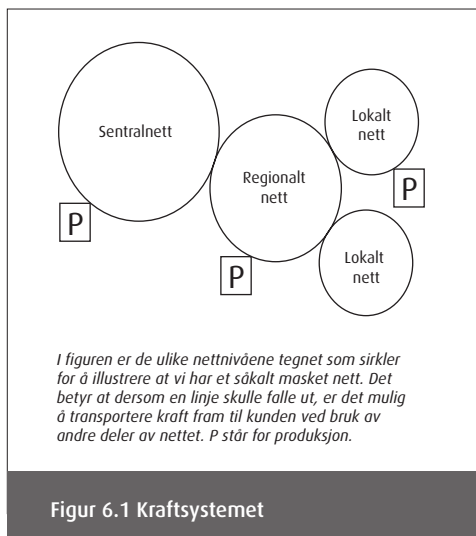 Sentralnett
Lokalt
nett
Regionalt
nett
P
P
P
Lokalt
nett
I figuren er de ulike nettnivåene tegnet som sirkler
for å illustrere at vi har et såkalt masket nett. Det
betyr at dersom en linje skulle falle ut, er det mulig
å transportere kraft fram til kunden ved bruk av
andre deler av nettet. P står for produksjon.
Figur 6.1 Kraftsystemet